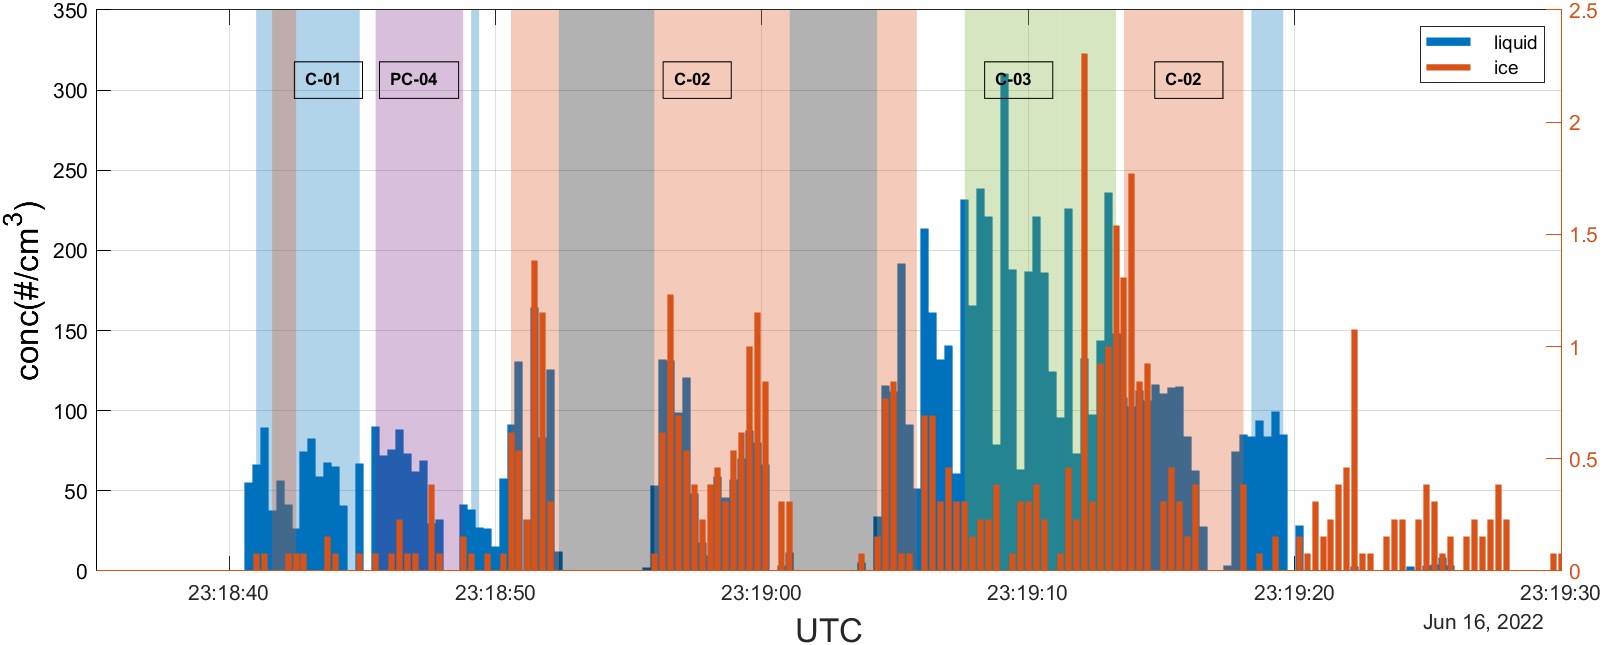 350
300
250
200
150
100
50
0
conc(#/cm³)
2.5
2
1.5
1
0.5
0
C-01
PC-04
C-02
C-03
C-02
liquid
ice
23:18:40
23:18:50
23:19:00
23:19:10
23:19:20
23:19:30
UTC
Jun 16, 2022